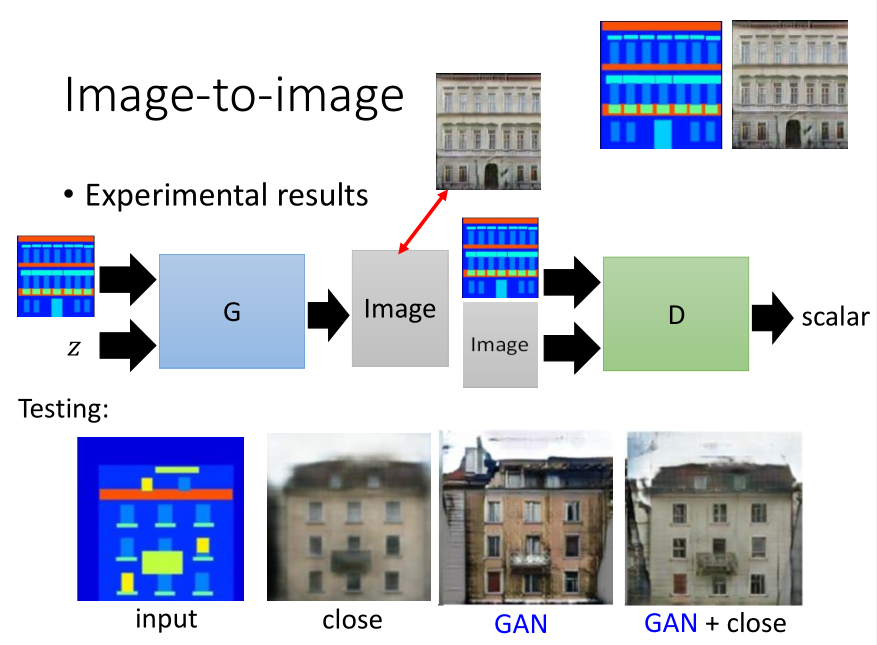 Image-to-image
• Experimental results
G
Image
D
scalar
z
Image
Testing:
input
close
GAN
GAN + close